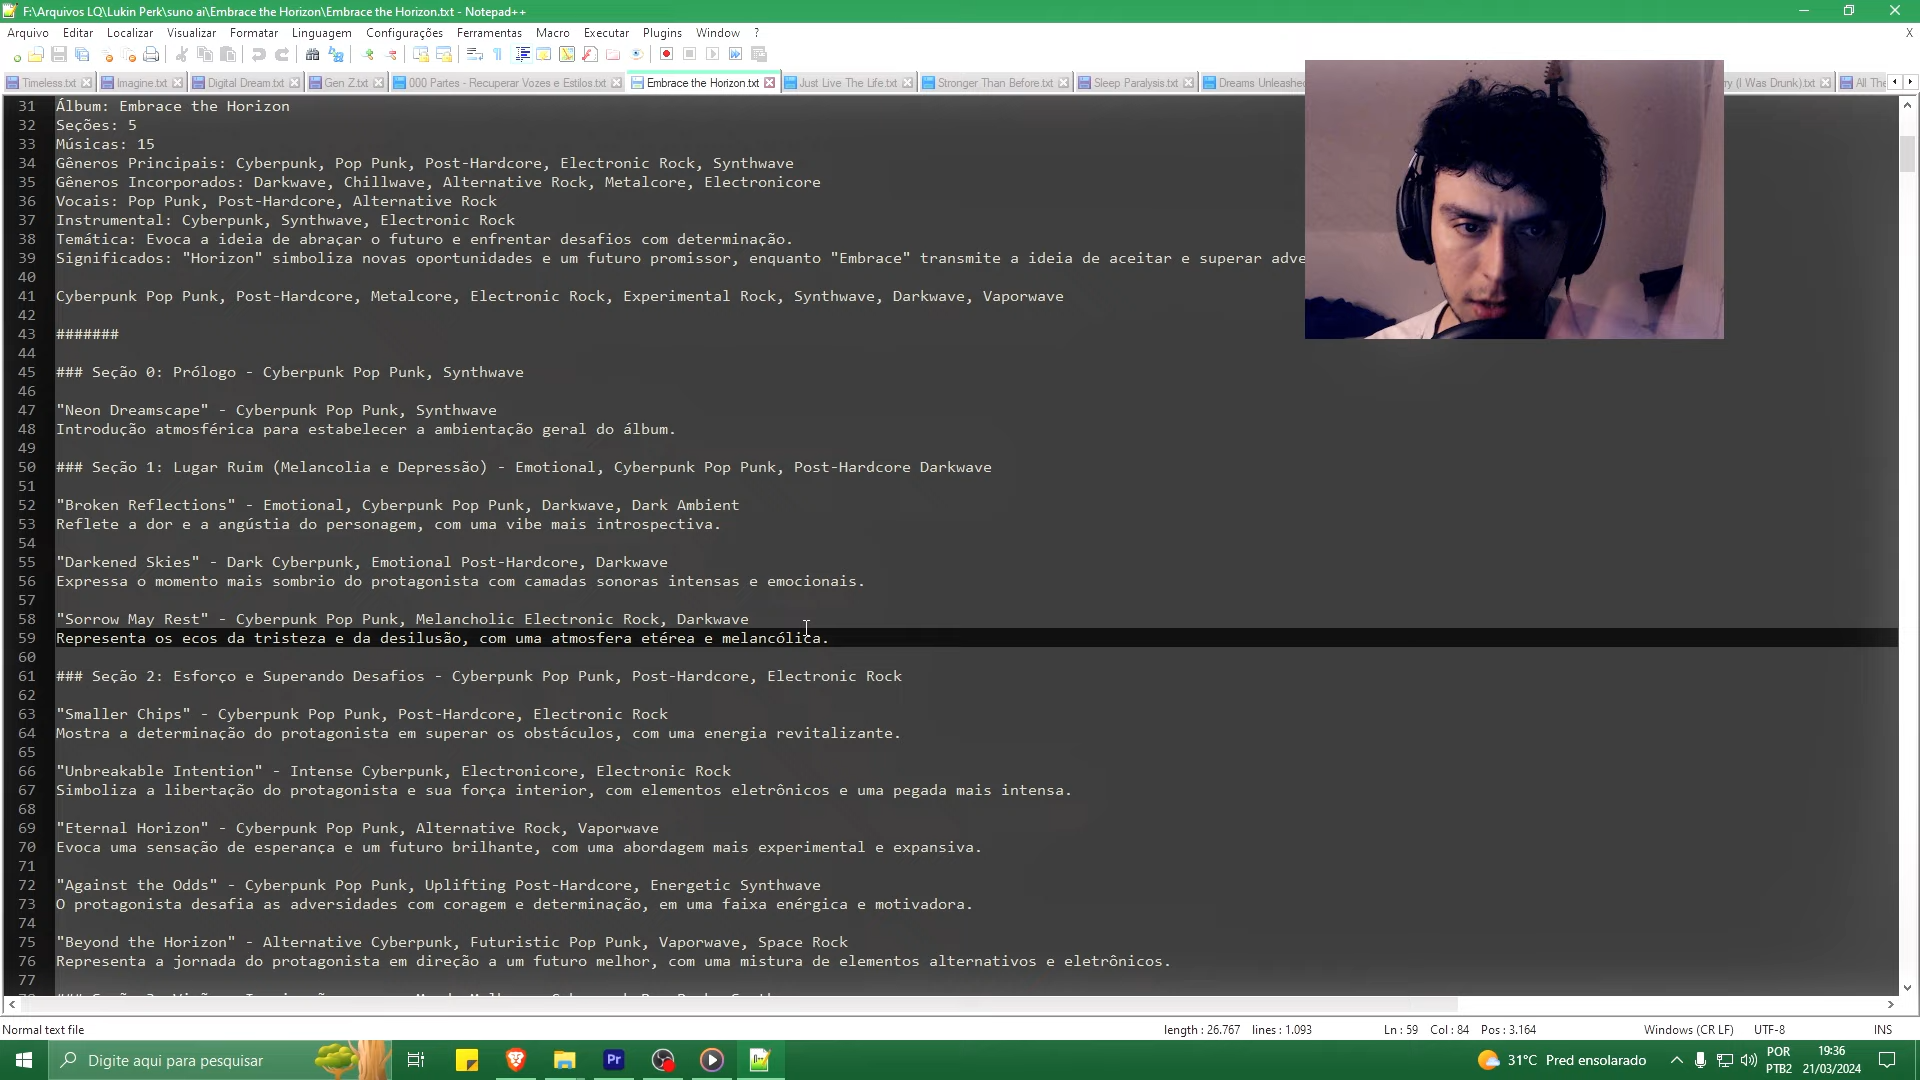 F:\Arquivos LQ\Lukin Perk\suno ai\Embrace the Horizon\Embrace the Horizon.txt - Notepad++
Arquivo Editar Localizar Visualizar Formatar Linguagem Configurações Ferramentas Macro Executar Plugins Window ? X
Timeless.txt Imagine.txt Digital Dream.txt Gen Z.txt 000 Partes - Recuperar Vozes e Estilos.txt Embrace the Horizon.txt Just Live The Life.txt Stronger Than Before.txt Sleep Paralysis.txt Dreams Unleashed (I Was Drunk).txt All The
31 Álbum: Embrace the Horizon
32 Seções: 5
33 Músicas: 15
34 Gêneros Principais: Cyberpunk, Pop Punk, Post-Hardcore, Electronic Rock, Synthwave
35 Gêneros Incorporados: Darkwave, Chillwave, Alternative Rock, Metalcore, Electronicore
36 Vocais: Pop Punk, Post-Hardcore, Alternative Rock
37 Instrumental: Cyberpunk, Synthwave, Electronic Rock
38 Temática: Evoca a ideia de abraçar o futuro e enfrentar desafios com determinação.
39 Significados: "Horizon" simboliza novas oportunidades e um futuro promissor, enquanto "Embrace" transmite a ideia de aceitar e superar adve
40
41 Cyberpunk Pop Punk, Post-Hardcore, Metalcore, Electronic Rock, Experimental Rock, Synthwave, Darkwave, Vaporwave
42
43 #######
44
45 ### Seção 0: Prólogo - Cyberpunk Pop Punk, Synthwave
46
47 "Neon Dreamscape" - Cyberpunk Pop Punk, Synthwave
48 Introdução atmosférica para estabelecer a ambientação geral do álbum.
49
50 ### Seção 1: Lugar Ruim (Melancolia e Depressão) - Emotional, Cyberpunk Pop Punk, Post-Hardcore Darkwave
51
52 "Broken Reflections" - Emotional, Cyberpunk Pop Punk, Darkwave, Dark Ambient
53 Reflete a dor e a angústia do personagem, com uma vibe mais introspectiva.
54
55 "Darkened Skies" - Dark Cyberpunk, Emotional Post-Hardcore, Darkwave
56 Expressa o momento mais sombrio do protagonista com camadas sonoras intensas e emocionais.
57
58 "Sorrow May Rest" - Cyberpunk Pop Punk, Melancholic Electronic Rock, Darkwave
59 Representa os ecos da tristeza e da desilusão, com uma atmosfera etérea e melancólica.
60
61 ### Seção 2: Esforço e Superando Desafios - Cyberpunk Pop Punk, Post-Hardcore, Electronic Rock
62
63 "Smaller Chips" - Cyberpunk Pop Punk, Post-Hardcore, Electronic Rock
64 Mostra a determinação do protagonista em superar os obstáculos, com uma energia revitalizante.
65
66 "Unbreakable Intention" - Intense Cyberpunk, Electronicore, Electronic Rock
67 Simboliza a libertação do protagonista e sua força interior, com elementos eletrônicos e uma pegada mais intensa.
68
69 "Eternal Horizon" - Cyberpunk Pop Punk, Alternative Rock, Vaporwave
70 Evoca uma sensação de esperança e um futuro brilhante, com uma abordagem mais experimental e expansiva.
71
72 "Against the Odds" - Cyberpunk Pop Punk, Uplifting Post-Hardcore, Energetic Synthwave
73 O protagonista desafia as adversidades com coragem e determinação, em uma faixa enérgica e motivadora.
74
75 "Beyond the Horizon" - Alternative Cyberpunk, Futuristic Pop Punk, Vaporwave, Space Rock
76 Representa a jornada do protagonista em direção a um futuro melhor, com uma mistura de elementos alternativos e eletrônicos.
77
Normal text file length : 26.767 lines : 1.093 Ln : 59 Col : 84 Pos : 3.164 Windows (CR LF) UTF-8 INS
Digite aqui para pesquisar Pr 31°C Pred ensolarado POR 19:36
PTB2 21/03/2024